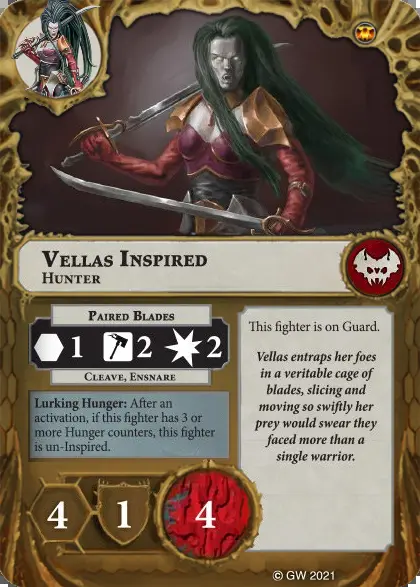 Vellas Inspired
Hunter
Paired Blades
1 2 2
Cleave, Ensnare
Lurking Hunger: After an
activation, if this fighter has 3 or
more Hunger counters, this fighter
is un-Inspired.
4 1 4
This fighter is on Guard.
Vellas entraps her foes
in a veritable cage of
blades, slicing and
moving so swiftly her
prey would swear they
faced more than a
single warrior.
© GW 2021